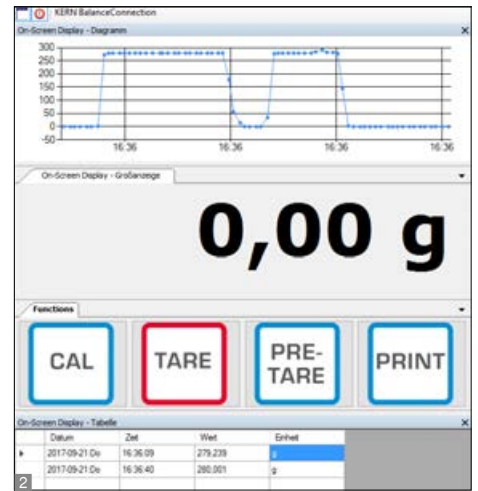 KERN BalanceConnection
On-Screen Display - Diagramm
300
250
200
150
100
50
0
-50
16:36 16:36 16:36 16:36
On-Screen Display - Großanzeige
0,00 g
Functions
CAL TARE PRE-TARE PRINT
On-Screen Display - Tabelle
Datum Zeit Wert Einheit
2017-09-21 Do 16:36:09 279,239 g
2017-09-21 Do 16:36:40 280,001 g
2